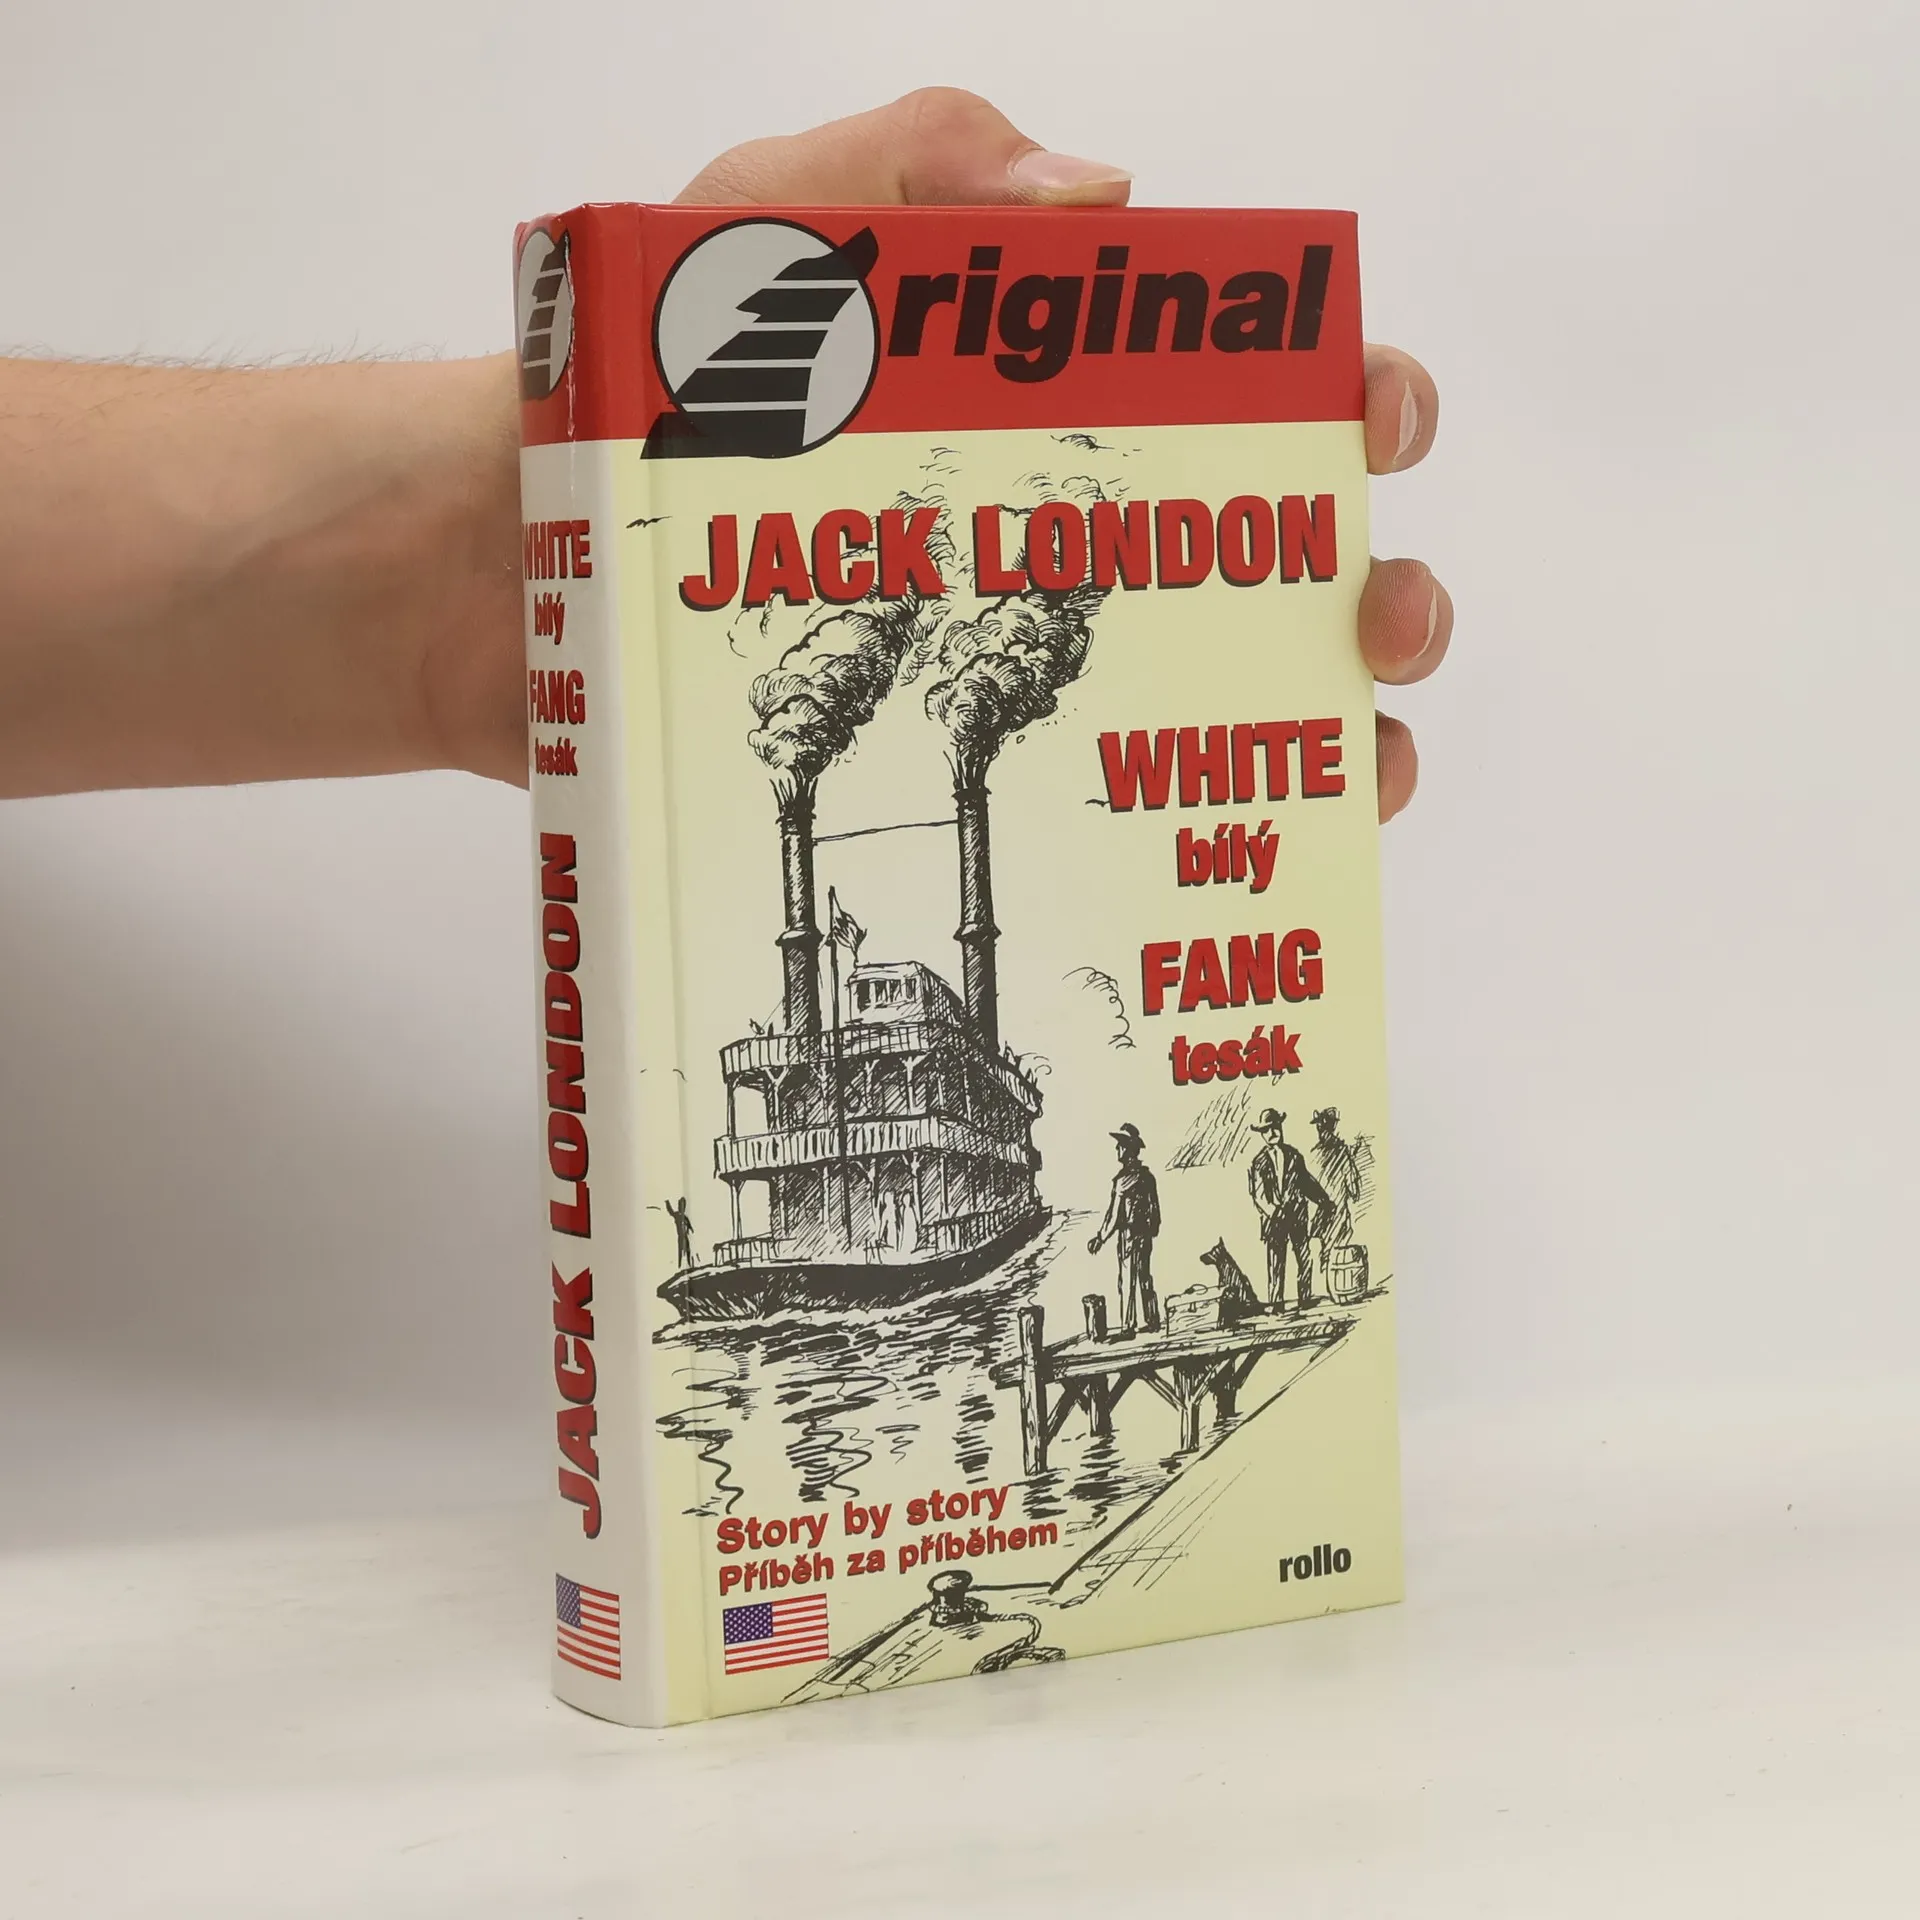 Original
JACK LONDON
WHITE
bílý
FANG
tesák
Story by story
Příběh za příběhem
rollo
WHITE
bílý
FANG
tesák
JACK LONDON